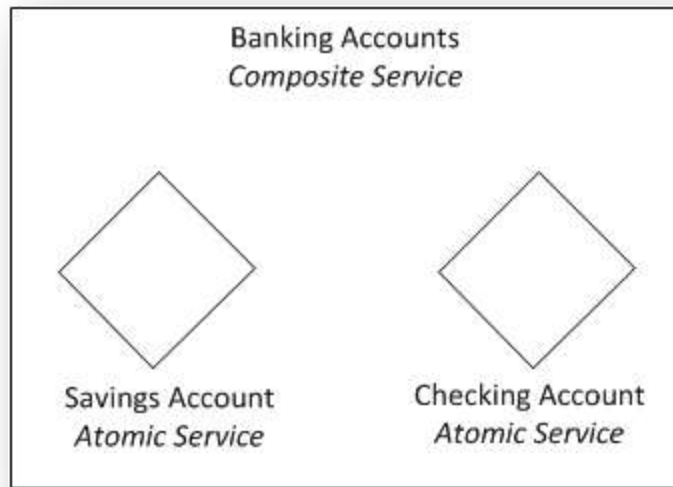 Banking Accounts
Composite Service
Savings Account
Atomic Service
Checking Account
Atomic Service